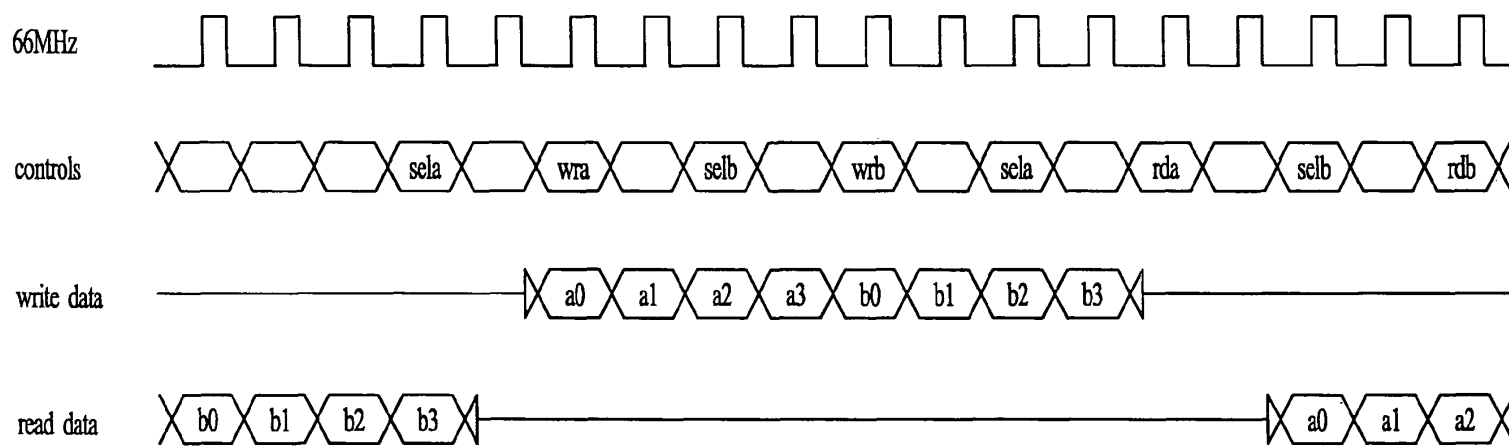 66MHz
controls sela wra selb wrb sela rda selb rdb
write data a0 a1 a2 a3 b0 b1 b2 b3
read data b0 b1 b2 b3 a0 a1 a2